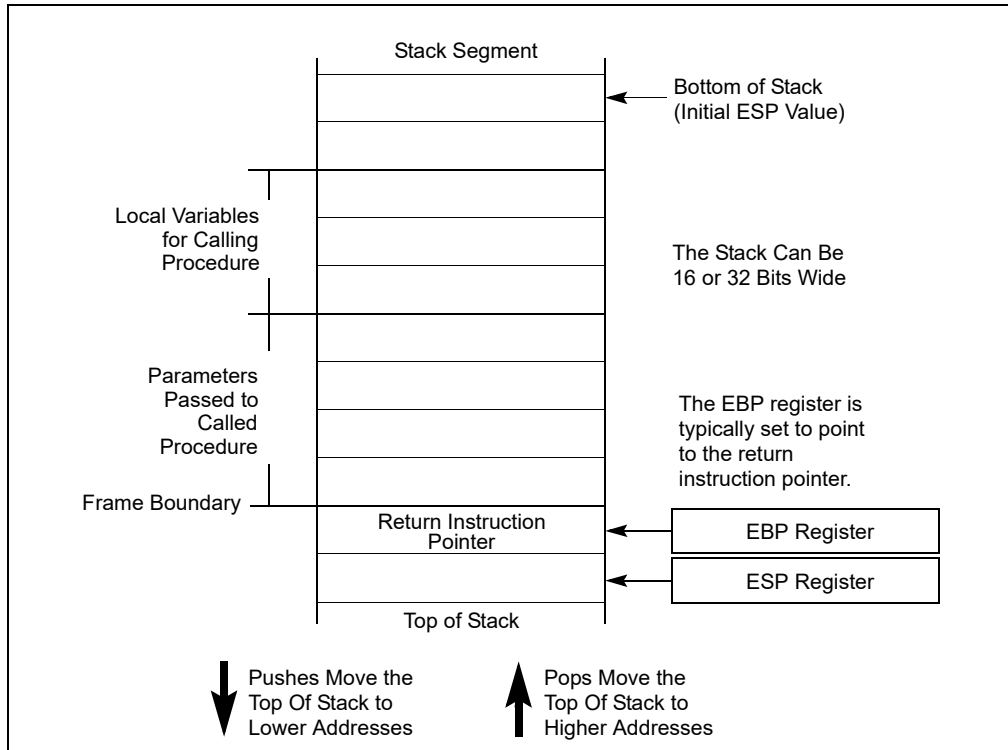 Stack Segment
Bottom of Stack
(Initial ESP Value)
Local Variables
for Calling
Procedure
The Stack Can Be
16 or 32 Bits Wide
Parameters
Passed to
Called
Procedure
The EBP register is
typically set to point
to the return
instruction pointer.
Frame Boundary
Return Instruction
Pointer
EBP Register
ESP Register
Top of Stack
Pushes Move the
Top Of Stack to
Lower Addresses
Pops Move the
Top Of Stack to
Higher Addresses